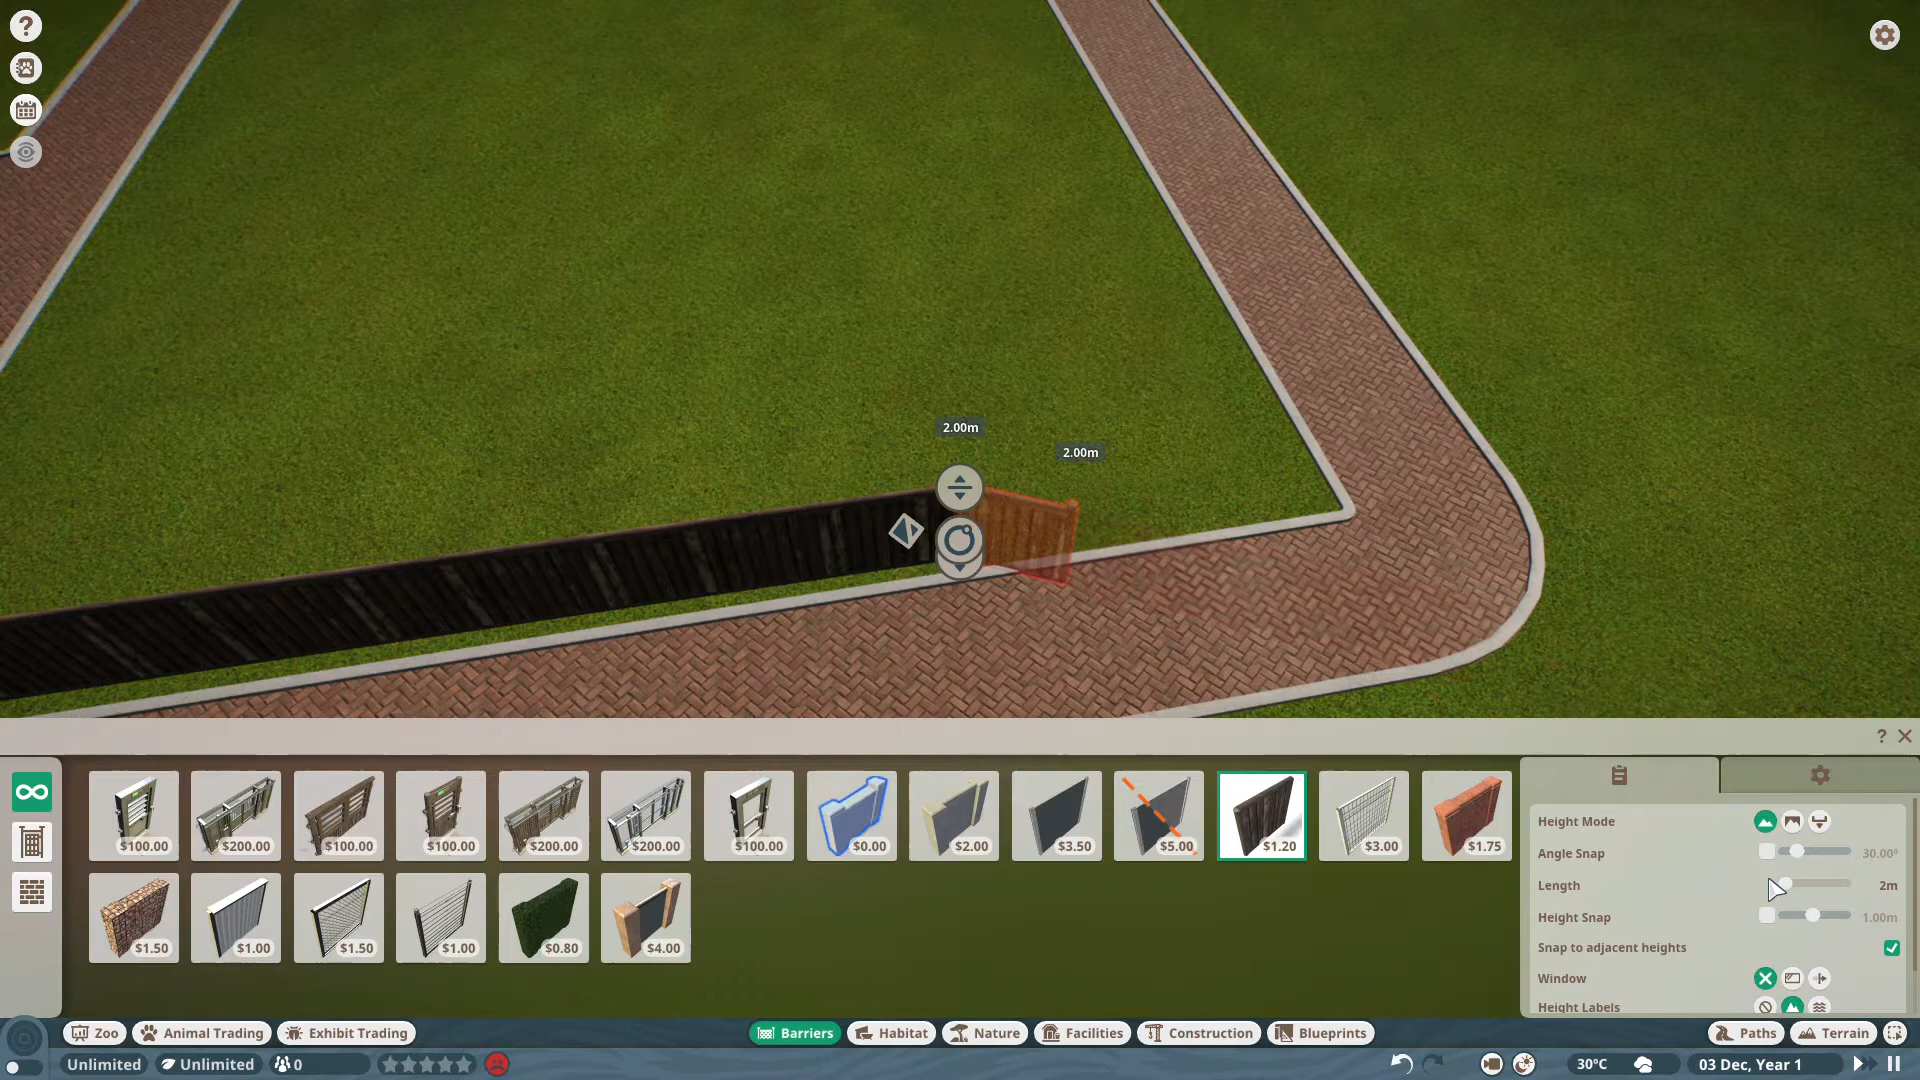 2.00m
2.00m
$100.00 $200.00 $100.00 $100.00 $200.00 $200.00 $100.00 $0.00 $2.00 $3.50 $5.00 $1.20 $3.00 $1.75
$1.50 $1.00 $1.50 $1.00 $0.80 $4.00
Height Mode
Angle Snap 30.00º
Length 2m
Height Snap 1.00m
Snap to adjacent heights
Window
Height Labels
Zoo Animal Trading Exhibit Trading Barriers Habitat Nature Facilities Construction Blueprints Paths Terrain
Unlimited Unlimited 0 30ºC 03 Dec, Year 1